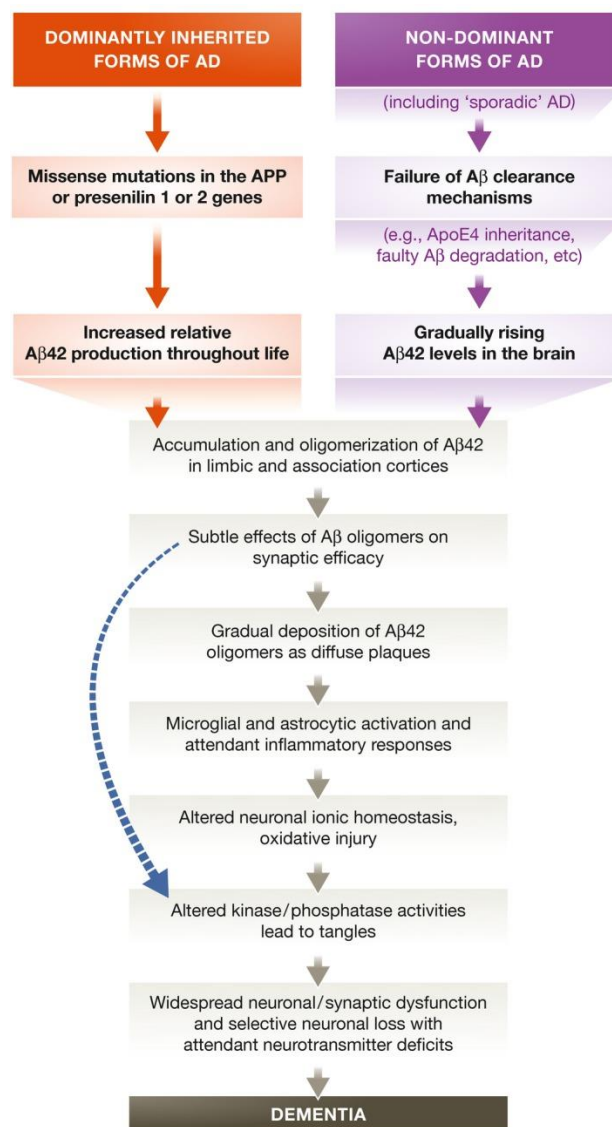 DOMINANTLY INHERITED
FORMS OF AD
NON-DOMINANT
FORMS OF AD
(including ‘sporadic’ AD)
Missense mutations in the APP
or presenilin 1 or 2 genes
Failure of Aβ clearance
mechanisms
(e.g., ApoE4 inheritance,
faulty Aβ degradation, etc)
Increased relative
Aβ42 production throughout life
Gradually rising
Aβ42 levels in the brain
Accumulation and oligomerization of Aβ42
in limbic and association cortices
Subtle effects of Aβ oligomers on
synaptic efficacy
Gradual deposition of Aβ42
oligomers as diffuse plaques
Microglial and astrocytic activation and
attendant inflammatory responses
Altered neuronal ionic homeostasis,
oxidative injury
Altered kinase/phosphatase activities
lead to tangles
Widespread neuronal/synaptic dysfunction
and selective neuronal loss with
attendant neurotransmitter deficits
DEMENTIA